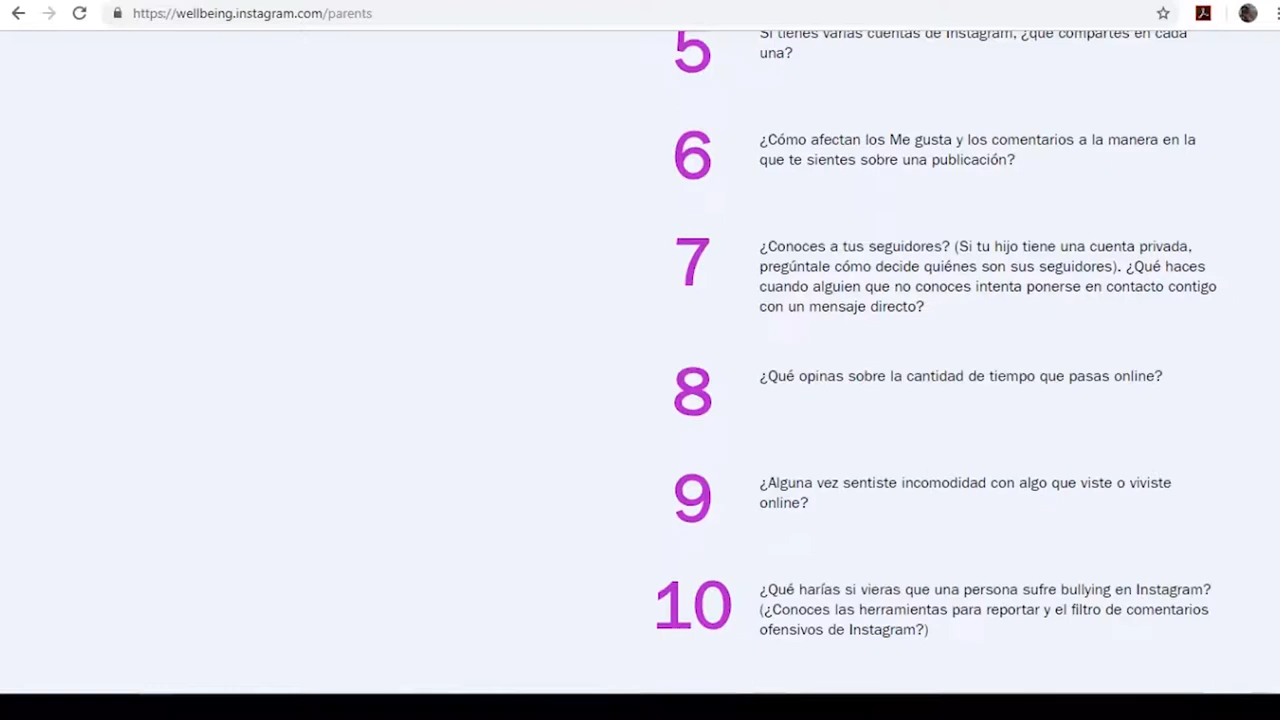 https://wellbeing.instagram.com/parents
5
Si tienes varias cuentas de Instagram, ¿qué compartes en cada
una?
6
¿Cómo afectan los Me gusta y los comentarios a la manera en la
que te sientes sobre una publicación?
7
¿Conoces a tus seguidores? (Si tu hijo tiene una cuenta privada,
pregúntale cómo decide quiénes son sus seguidores). ¿Qué haces
cuando alguien que no conoces intenta ponerse en contacto contigo
con un mensaje directo?
8
¿Qué opinas sobre la cantidad de tiempo que pasas online?
9
¿Alguna vez sentiste incomodidad con algo que viste o viviste
online?
10
¿Qué harías si vieras que una persona sufre bullying en Instagram?
(¿Conoces las herramientas para reportar y el filtro de comentarios
ofensivos de Instagram?)